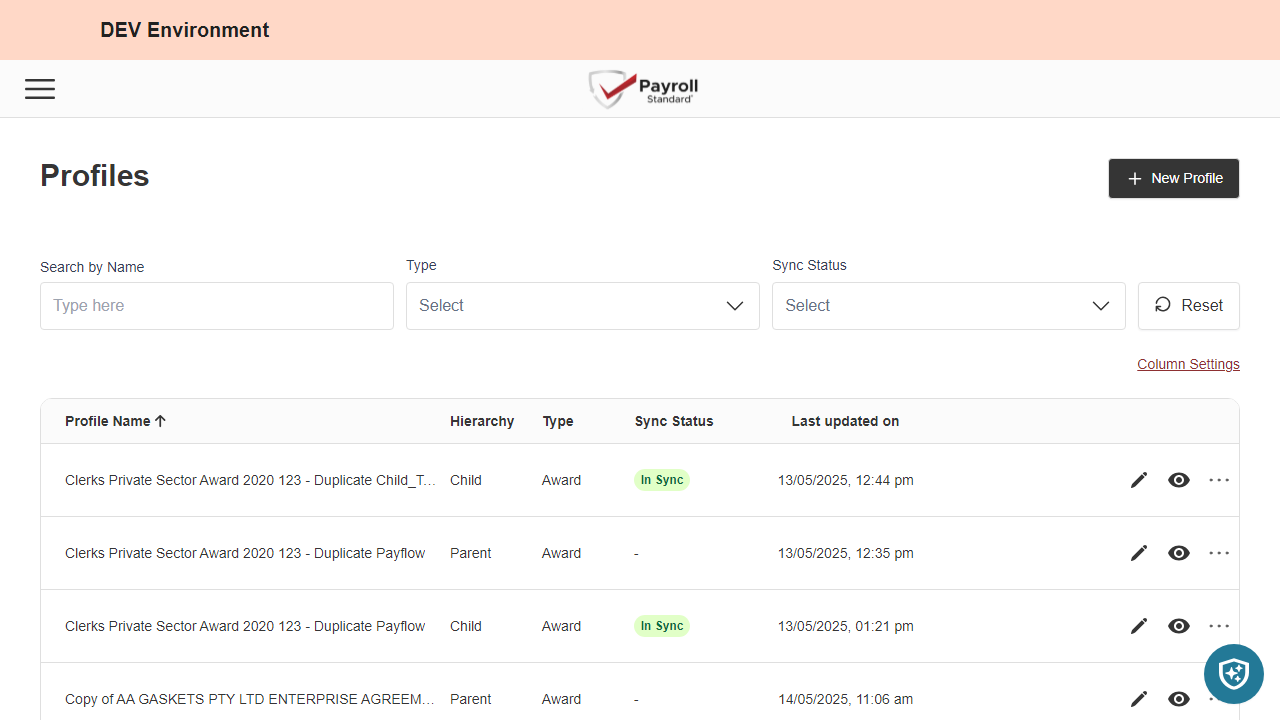 DEV Environment
Payroll
Standard
Profiles
New Profile
Search by Name
Type
Sync Status
Type here
Select
Select
Reset
Column Settings
Profile Name Hierarchy Type Sync Status Last updated on
Clerks Private Sector Award 2020 123 - Duplicate Child_T... Child Award In Sync 13/05/2025, 12:44 pm
Clerks Private Sector Award 2020 123 - Duplicate Payflow Parent Award - 13/05/2025, 12:35 pm
Clerks Private Sector Award 2020 123 - Duplicate Payflow Child Award In Sync 13/05/2025, 01:21 pm
Copy of AA GASKETS PTY LTD ENTERPRISE AGREEM... Parent Award - 14/05/2025, 11:06 am